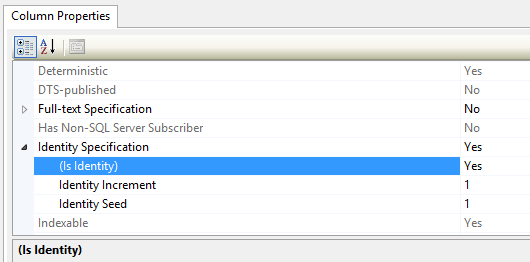 Column Properties
A Z
Deterministic Yes
DTS-published No
Full-text Specification No
Has Non-SQL Server Subscriber No
Identity Specification Yes
(Is Identity) Yes
Identity Increment 1
Identity Seed 1
Indexable Yes
(Is Identity)